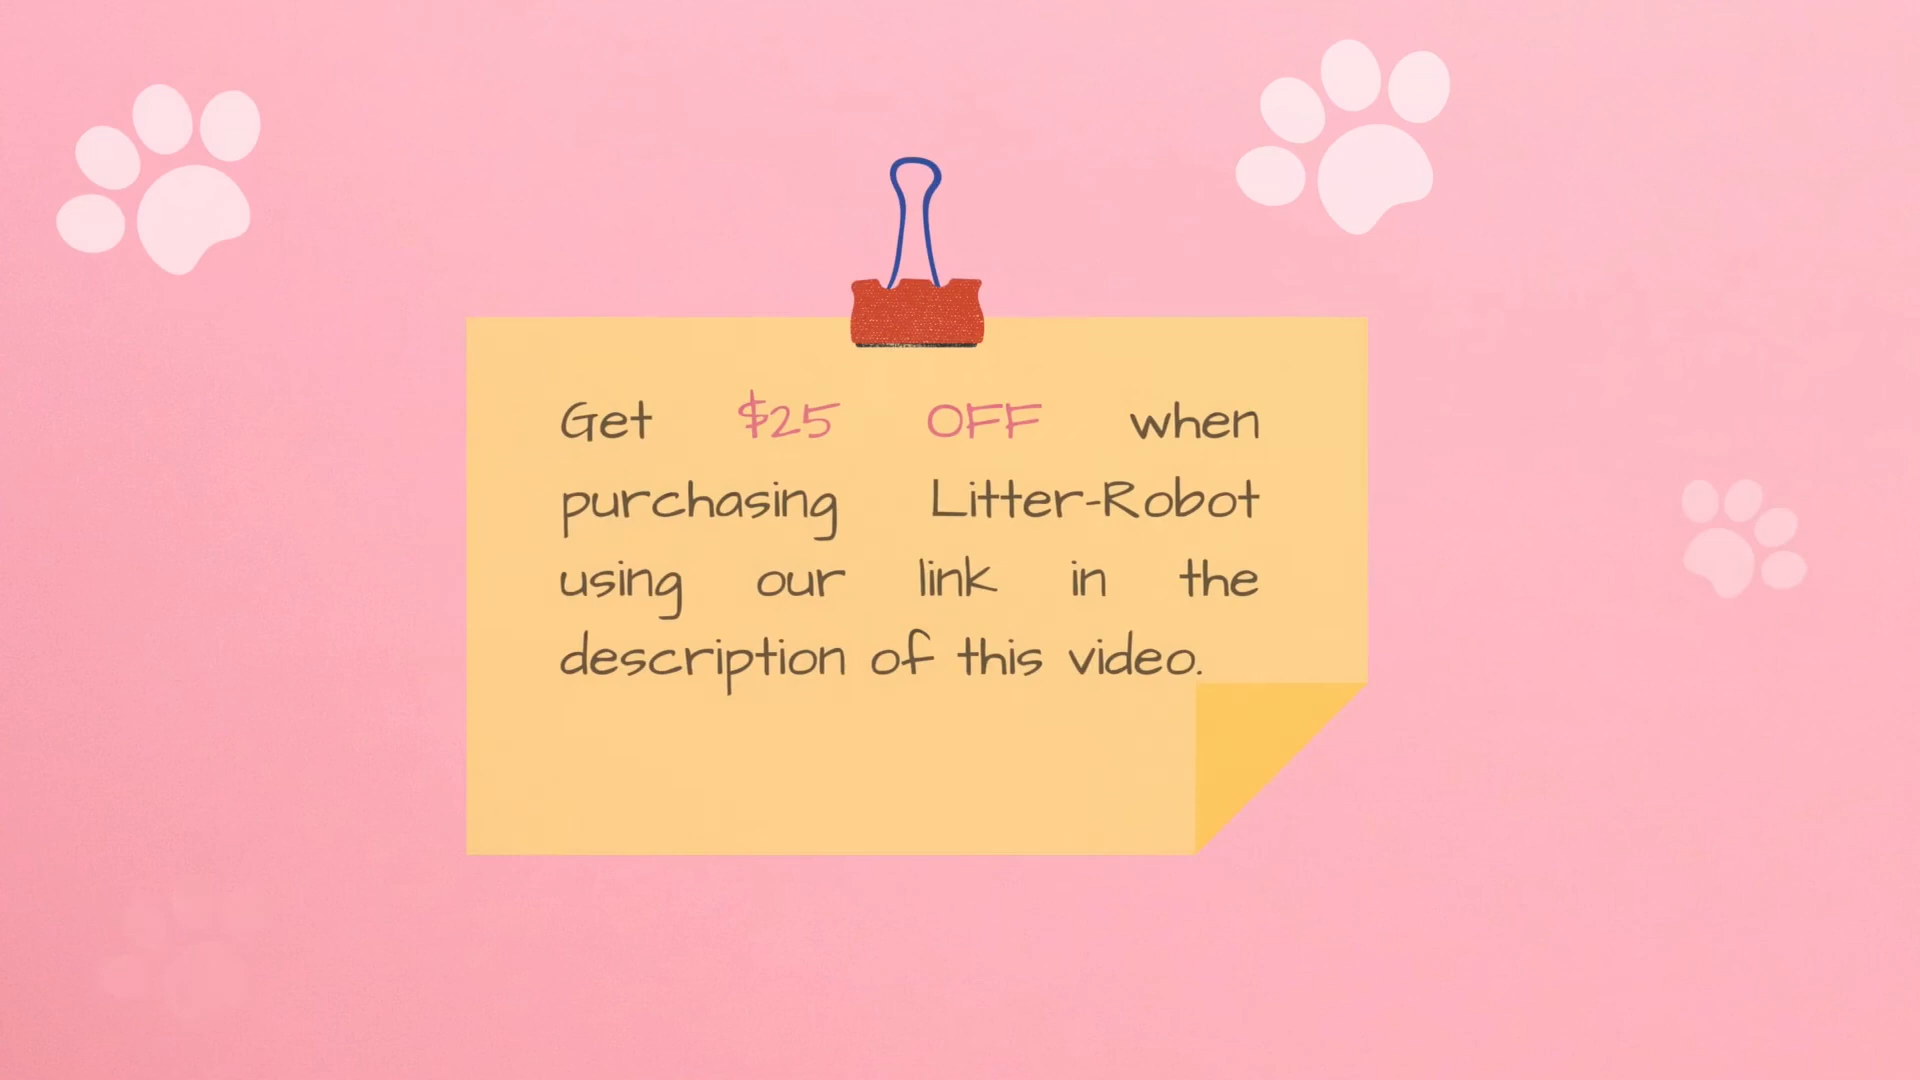 Get $25 OFF when
purchasing Litter-Robot
using our link in the
description of this video.